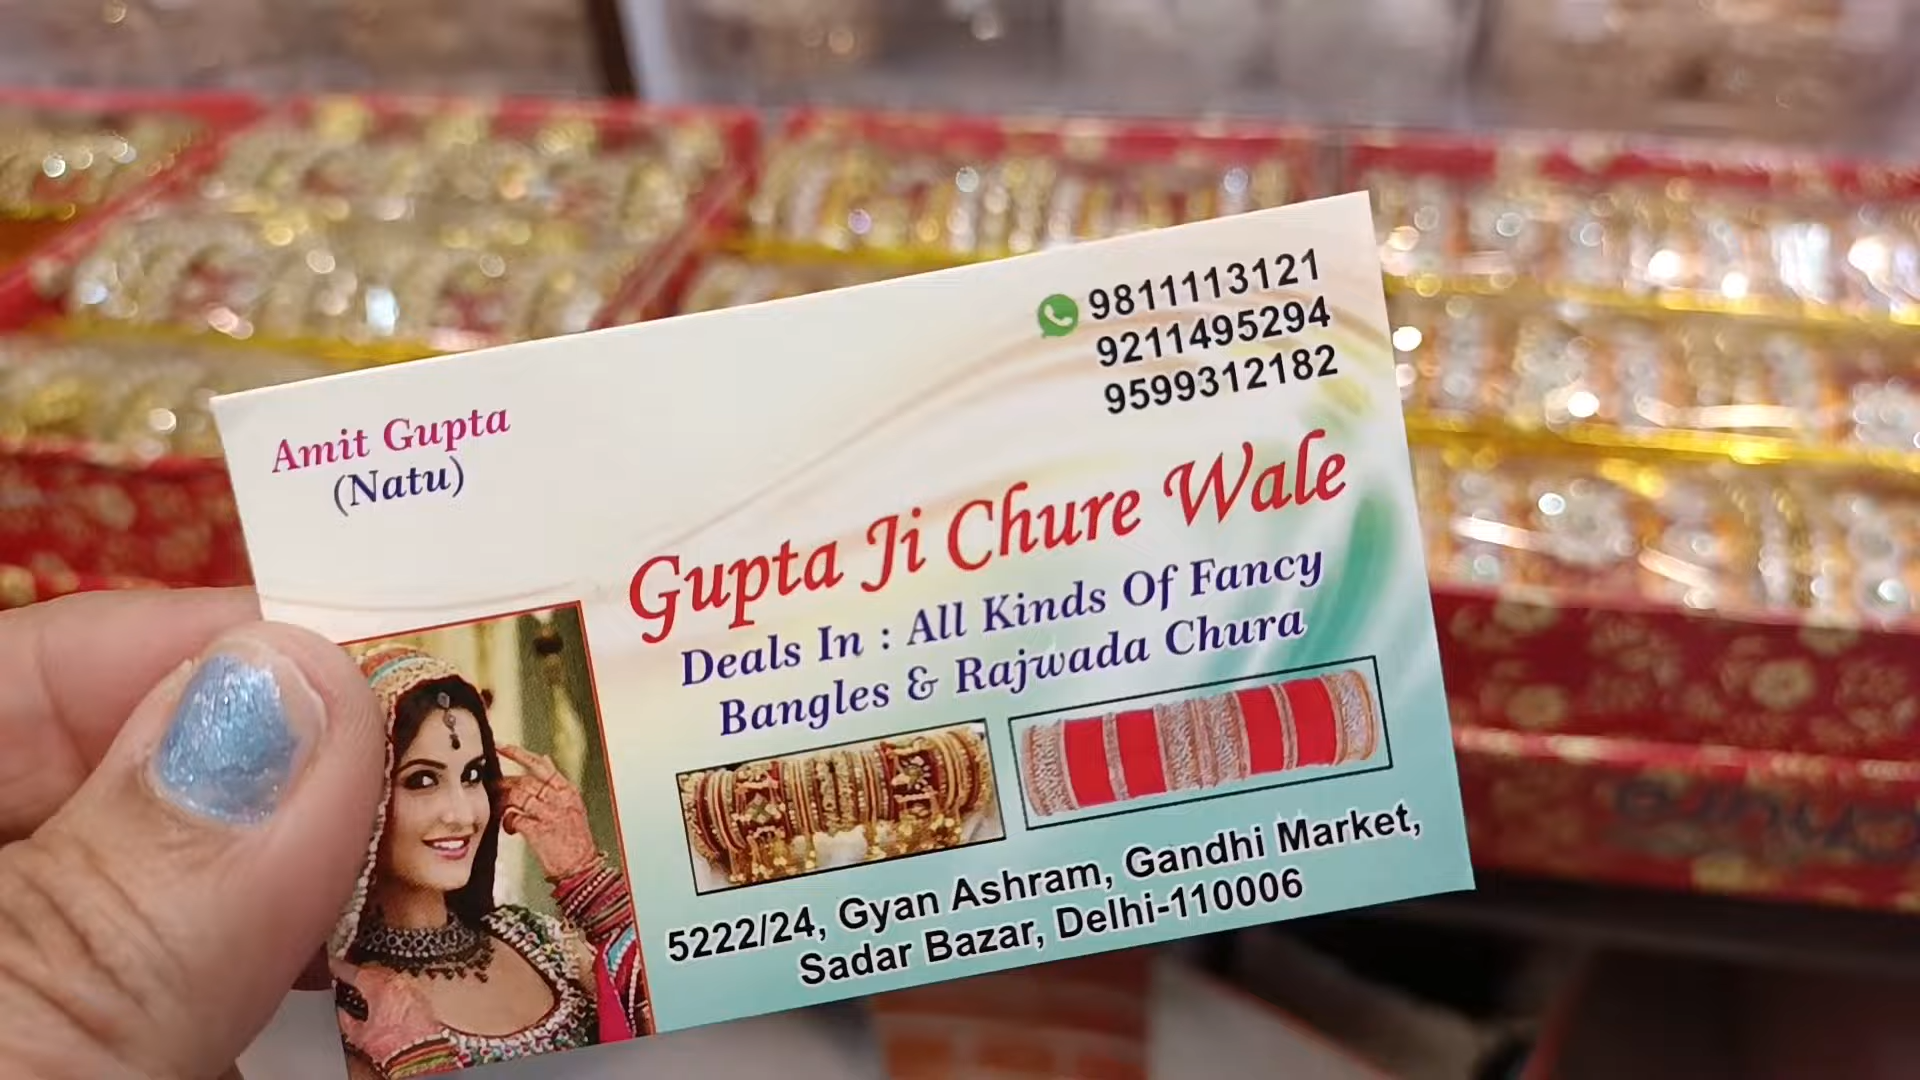 Amit Gupta
(Natu)
9811113121
9211495294
9599312182
Gupta Ji Chure Wale
Deals In : All Kinds Of Fancy
Bangles & Rajwada Chura
5222/24, Gyan Ashram, Gandhi Market,
Sadar Bazar, Delhi-110006